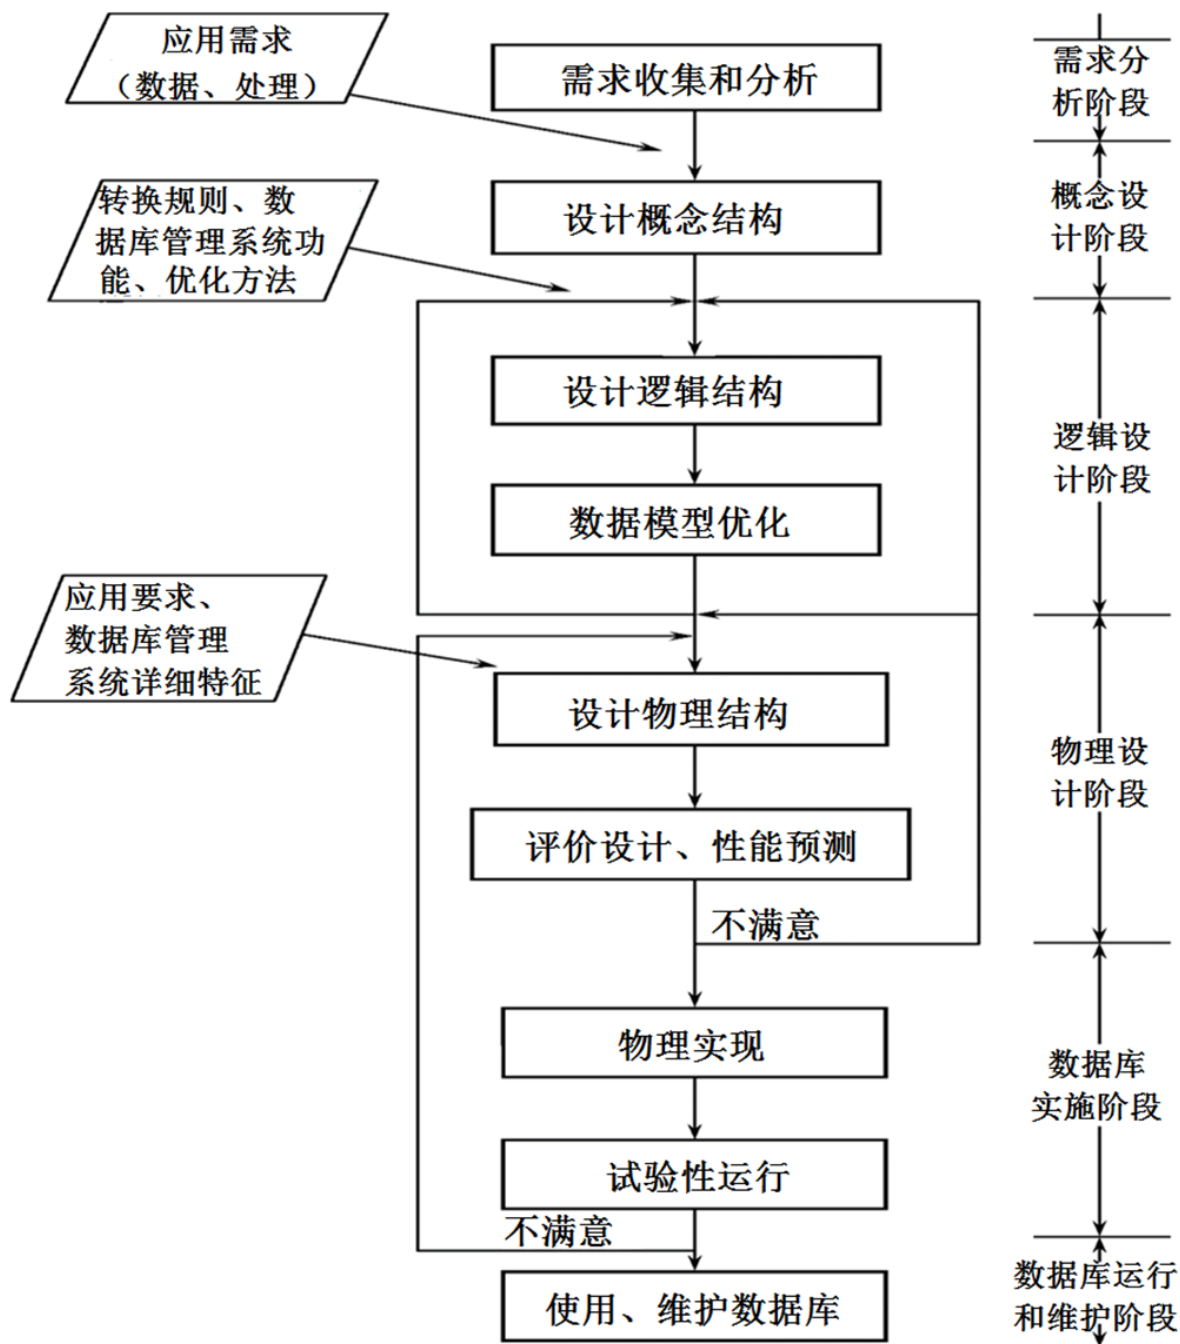 应用需求
（数据、处理）
需求收集和分析
需求分
析阶段
转换规则、数
据库管理系统功
能、优化方法
设计概念结构
概念设
计阶段
设计逻辑结构
数据模型优化
逻辑设
计阶段
应用要求、
数据库管理
系统详细特征
设计物理结构
评价设计、性能预测
不满意
物理设
计阶段
物理实现
试验性运行
不满意
数据库
实施阶段
使用、维护数据库
数据库运行
和维护阶段